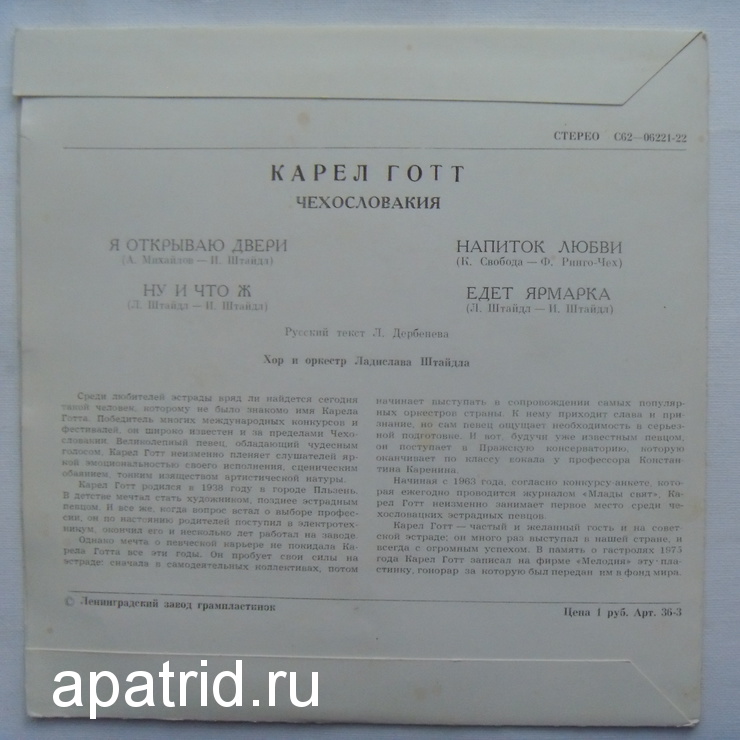 СТЕРЕО С62—06221-22
КАРЕЛ ГОТТ
ЧЕХОСЛОВАКИЯ
Я ОТКРЫВАЮ ДВЕРИ
(А. Михайлов — И. Штайдл)
НУ И ЧТО Ж
(Л. Штайдл — И. Штайдл)
НАПИТОК ЛЮБВИ
(К. Свобода — Ф. Ринго-Чех)
ЕДЕТ ЯРМАРКА
(Л. Штайдл — И. Штайдл)
Русский текст Л. Дербенева
Хор и оркестр Ладислава Штайдла
Среди любителей эстрады вряд ли найдется сегодня
такой человек, которому не было знакомо имя Карела
Готта. Победитель многих международных конкурсов и
фестивалей, он широко известен и за пределами Чехо-
словакии. Великолепный певец, обладающий чудесным
голосом, Карел Готт неизменно пленяет слушателей яр-
кой эмоциональностью своего исполнения, сценическим
обаянием, тонким изяществом артистической натуры.
Карел Готт родился в 1938 году в городе Пльзень.
В детстве мечтал стать художником, позднее эстрадным
певцом. И все же, когда вопрос встал о выборе профес-
сии, он по настоянию родителей поступил в электротех-
никум, окончил его и несколько лет работал на заводе.
Однако мечта о певческой карьере не покидала Ка-
рела Готта все эти годы. Он пробует свои силы на
эстраде: сначала в самодеятельных коллективах, потом
начинает выступать в сопровождении самых популяр-
ных оркестров страны. К нему приходит слава и при-
знание, но сам певец ощущает необходимость в серьез-
ной подготовке. И вот, будучи уже известным певцом,
он поступает в Пражскую консерваторию, которую
оканчивает по классу вокала у профессора Констан-
тина Каренина.
Начиная с 1963 года, согласно конкурсу-анкете, кото-
рая ежегодно проводится журналом «Млады свят», Ка-
рел Готт неизменно занимает первое место среди че-
хословацких эстрадных певцов.
Карел Готт — частый и желанный гость и на совет-
ской эстраде: он много раз выступал в нашей стране, и
всегда с огромным успехом. В память о гастролях 1975
года Карел Готт записал на фирме «Мелодия» эту пла-
стинку, гонорар за которую был передан им в фонд мира.
© Ленинградский завод грампластинок
Цена 1 руб. Арт. 36-3
apatrid.ru